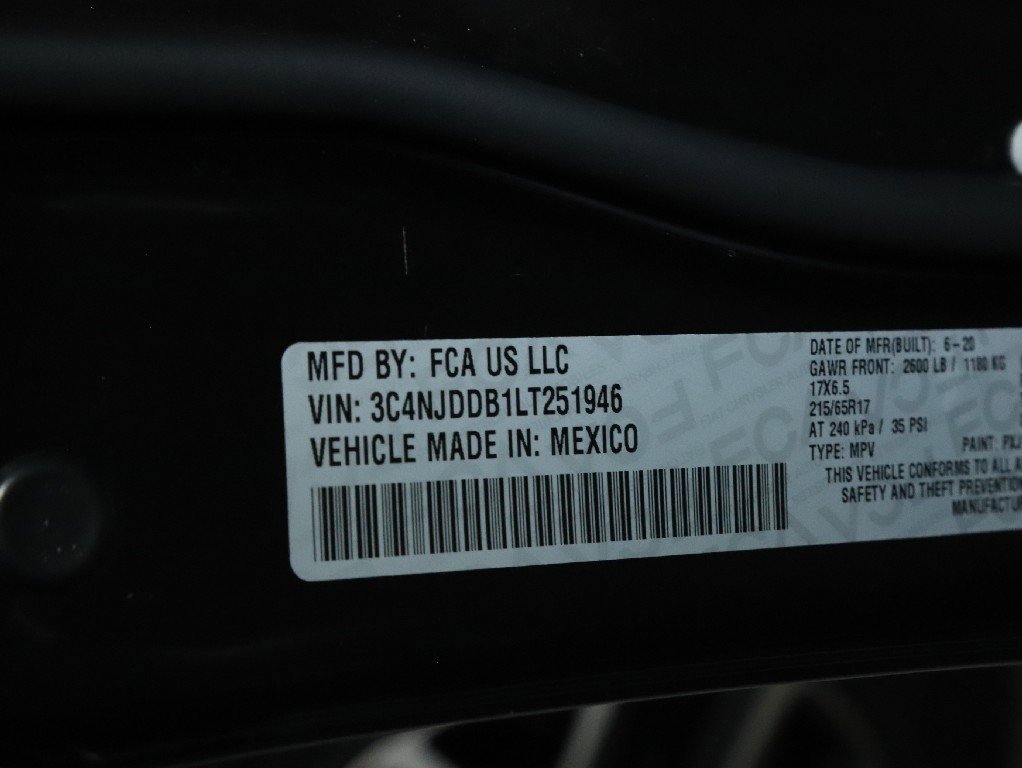 MFD BY: FCA US LLC
VIN: 3C4NJDDB1LT251946
VEHICLE MADE IN: MEXICO
DATE OF MFR(BUILT): 6-20
GAWR FRONT: 2600 LB / 1180 KG
17X6.5
215/65R17
AT 240 kPa / 35 PSI
TYPE: MPV PAINT:
THIS VEHICLE CONFORMS TO ALL
SAFETY AND THEFT PREVENTION